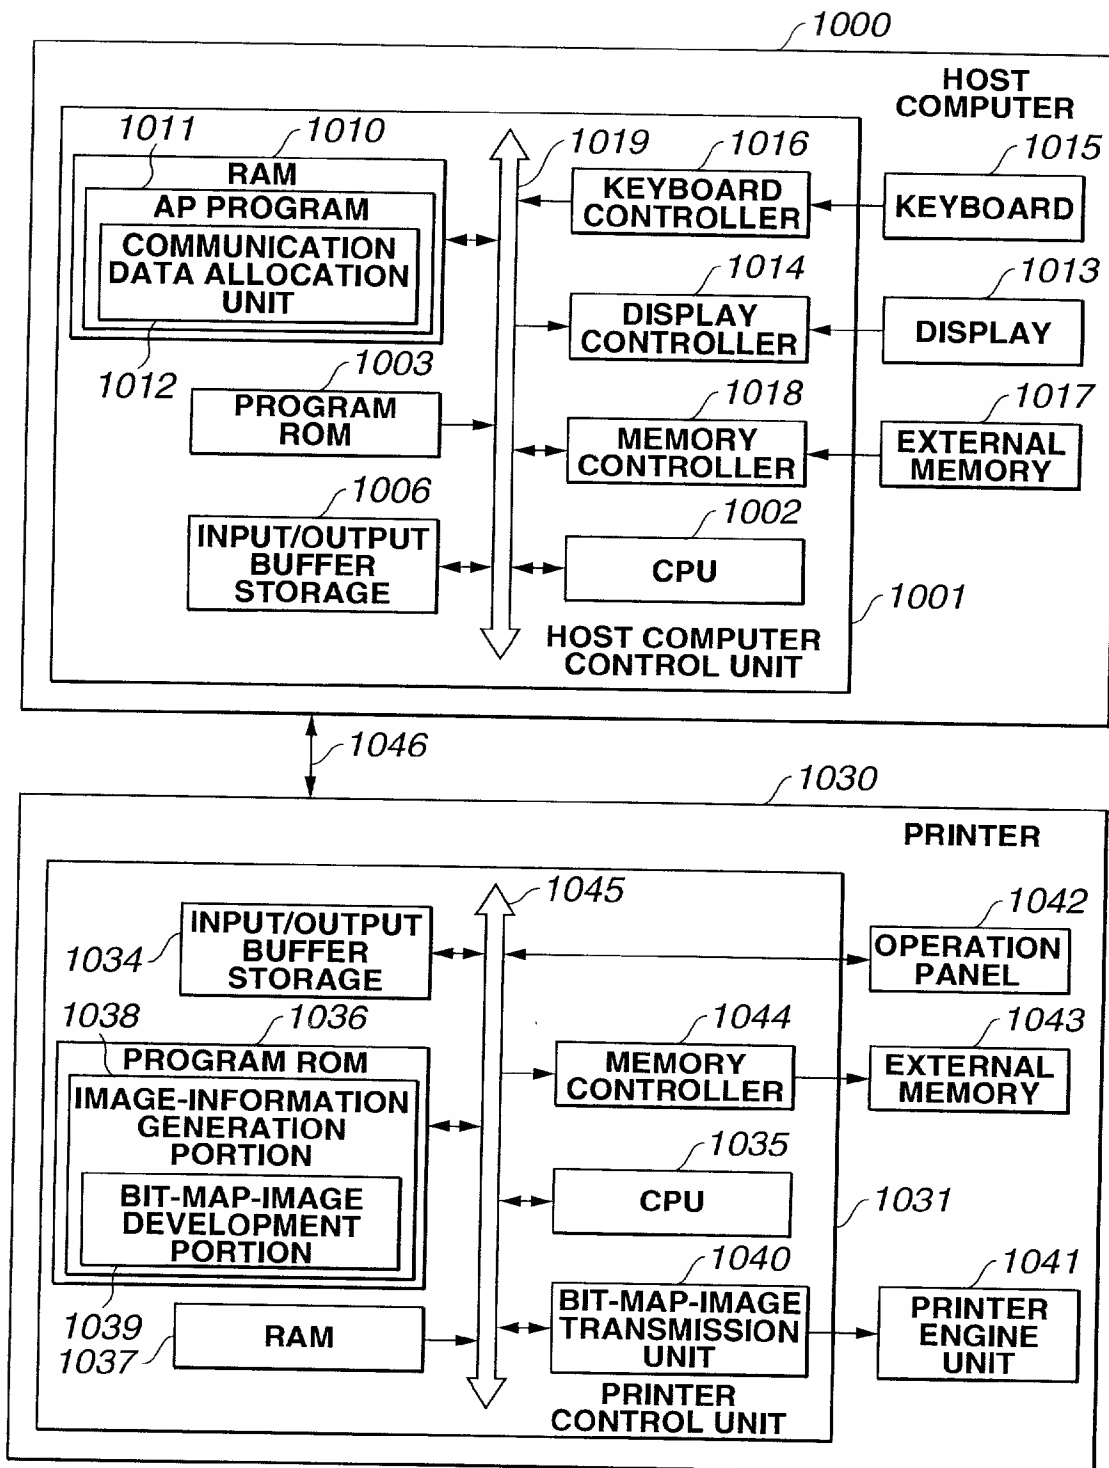 1000
HOST
COMPUTER
1011
1010
1019
1016
1015
RAM
AP PROGRAM
COMMUNICATION
DATA ALLOCATION
UNIT
KEYBOARD
CONTROLLER
KEYBOARD
1014
1013
DISPLAY
CONTROLLER
DISPLAY
1012
1003
1018
1017
PROGRAM
ROM
MEMORY
CONTROLLER
EXTERNAL
MEMORY
1006
1002
INPUT/OUTPUT
BUFFER
STORAGE
CPU
1001
HOST COMPUTER
CONTROL UNIT
1046
1030
PRINTER
1045
1042
INPUT/OUTPUT
BUFFER
STORAGE
1034
OPERATION
PANEL
1038
1036
1044
1043
PROGRAM ROM
IMAGE-INFORMATION
GENERATION
PORTION
MEMORY
CONTROLLER
EXTERNAL
MEMORY
1035
CPU
1031
BIT-MAP-IMAGE
DEVELOPMENT
PORTION
1040
1041
BIT-MAP-IMAGE
TRANSMISSION
UNIT
PRINTER
ENGINE
UNIT
1039
1037
RAM
PRINTER
CONTROL UNIT